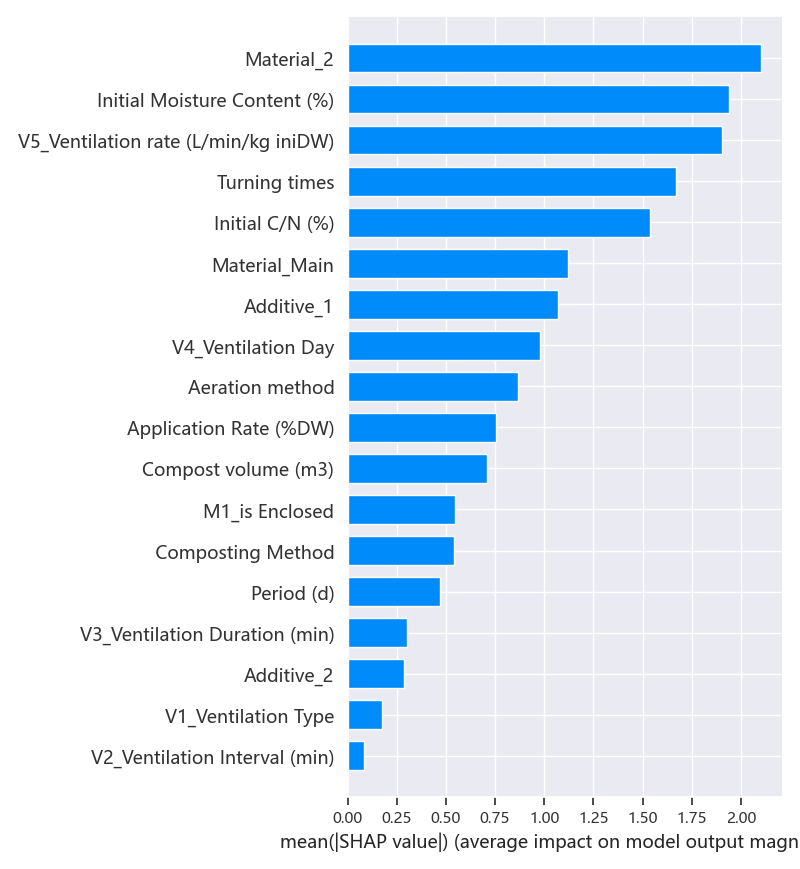 Material_2
Initial Moisture Content (%)
V5_Ventilation rate (L/min/kg iniDW)
Turning times
Initial C/N (%)
Material_Main
Additive_1
V4_Ventilation Day
Aeration method
Application Rate (%DW)
Compost volume (m3)
M1_is Enclosed
Composting Method
Period (d)
V3_Ventilation Duration (min)
Additive_2
V1_Ventilation Type
V2_Ventilation Interval (min)
0.00 0.25 0.50 0.75 1.00 1.25 1.50 1.75 2.00
mean(|SHAP value|) (average impact on model output magn